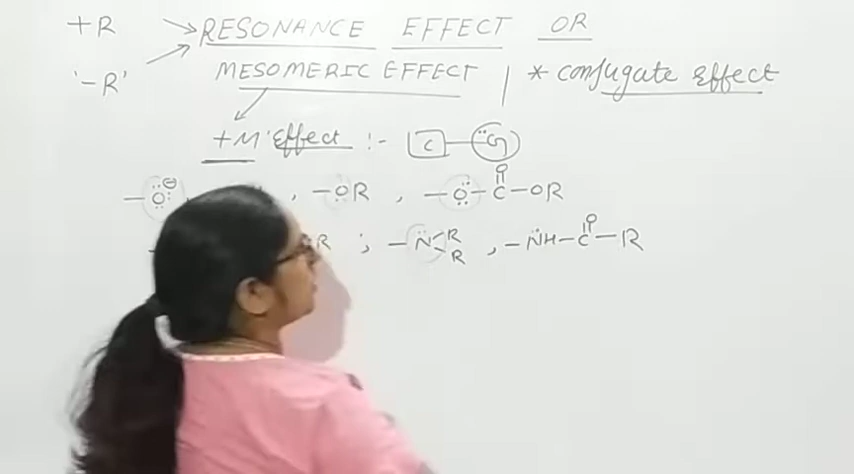 +R RESONANCE EFFECT OR
'-R' MESOMERIC EFFECT | * conjugate effect
+M' Effect :- C — G
—O:⊖ , —OR , —O—C(=O)—OR
R ; —N(R)(R) , —NH—C(=O)—R